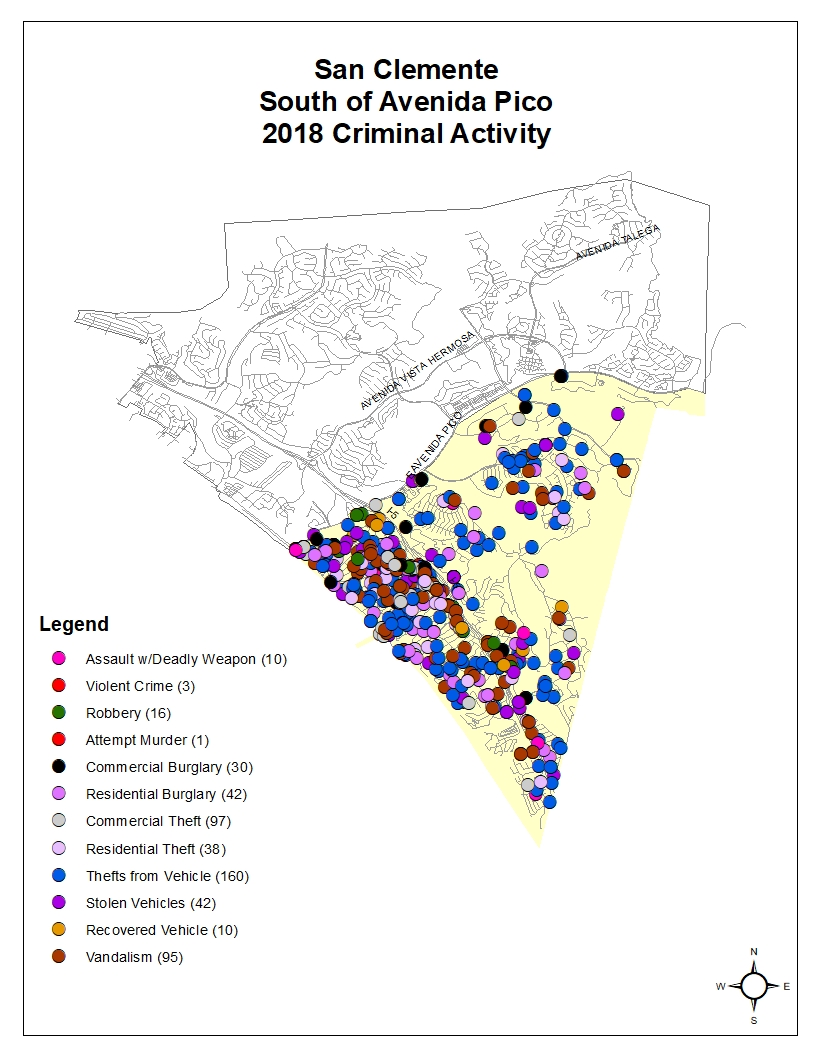 San Clemente
South of Avenida Pico
2018 Criminal Activity
AVENIDA TALEGA
AVENIDA VISTA HERMOSA
AVENIDA PICO
5
Legend
Assault w/Deadly Weapon (10)
Violent Crime (3)
Robbery (16)
Attempt Murder (1)
Commercial Burglary (30)
Residential Burglary (42)
Commercial Theft (97)
Residential Theft (38)
Thefts from Vehicle (160)
Stolen Vehicles (42)
Recovered Vehicle (10)
Vandalism (95)
N
W
E
S